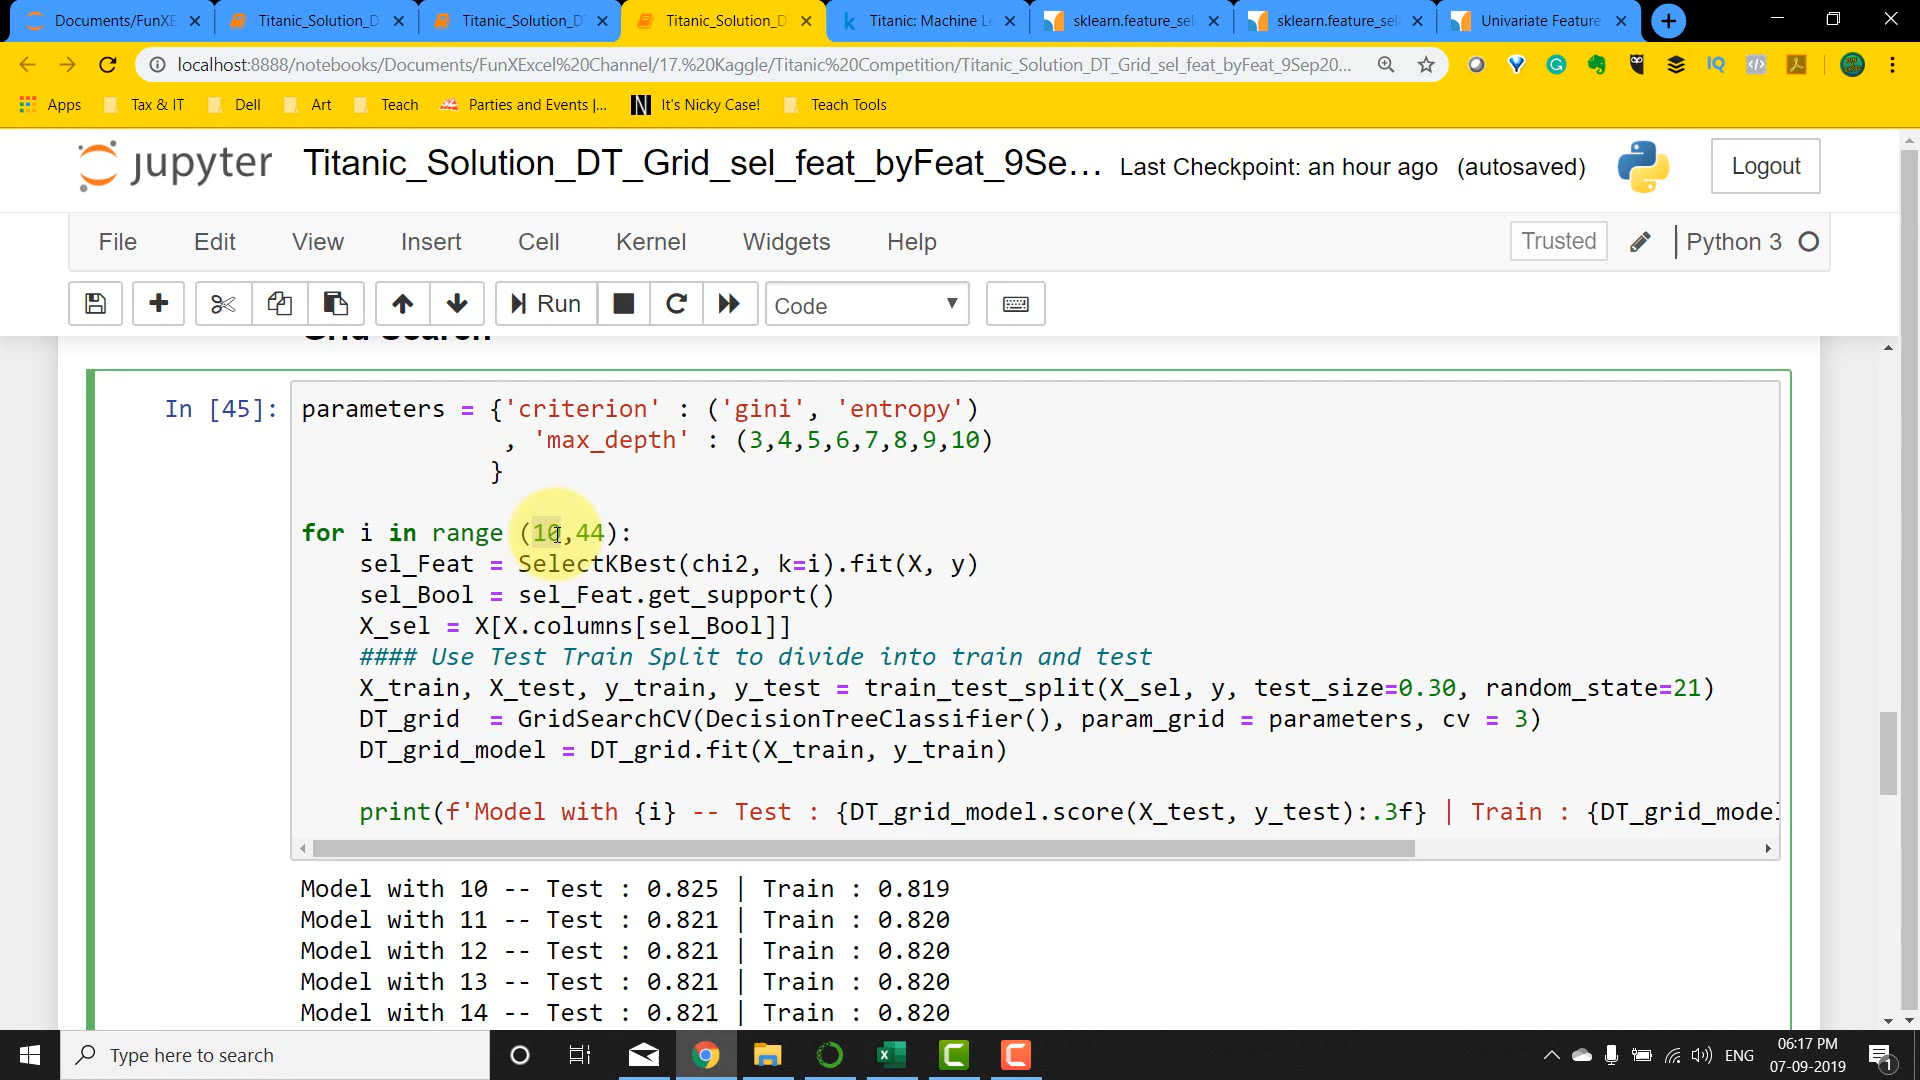 Documents/FunXE Titanic_Solution_D Titanic_Solution_D Titanic_Solution_D Titanic: Machine Le sklearn.feature_sel sklearn.feature_sel Univariate Feature
localhost:8888/notebooks/Documents/FunXExcel%20Channel/17.%20Kaggle/Titanic%20Competition/Titanic_Solution_DT_Grid_sel_feat_byFeat_9Sep20...
Apps Tax & IT Dell Art Teach Parties and Events |... It's Nicky Case! Teach Tools
jupyter Titanic_Solution_DT_Grid_sel_feat_byFeat_9Se... Last Checkpoint: an hour ago (autosaved) Logout
File Edit View Insert Cell Kernel Widgets Help Trusted Python 3
Run Code
Grid Search
In [45]: parameters = {'criterion' : ('gini', 'entropy')
, 'max_depth' : (3,4,5,6,7,8,9,10)
}
for i in range (10,44):
sel_Feat = SelectKBest(chi2, k=i).fit(X, y)
sel_Bool = sel_Feat.get_support()
X_sel = X[X.columns[sel_Bool]]
#### Use Test Train Split to divide into train and test
X_train, X_test, y_train, y_test = train_test_split(X_sel, y, test_size=0.30, random_state=21)
DT_grid = GridSearchCV(DecisionTreeClassifier(), param_grid = parameters, cv = 3)
DT_grid_model = DT_grid.fit(X_train, y_train)
print(f'Model with {i} -- Test : {DT_grid_model.score(X_test, y_test):.3f} | Train : {DT_grid_model
Model with 10 -- Test : 0.825 | Train : 0.819
Model with 11 -- Test : 0.821 | Train : 0.820
Model with 12 -- Test : 0.821 | Train : 0.820
Model with 13 -- Test : 0.821 | Train : 0.820
Model with 14 -- Test : 0.821 | Train : 0.820
Type here to search ENG 06:17 PM
07-09-2019 1